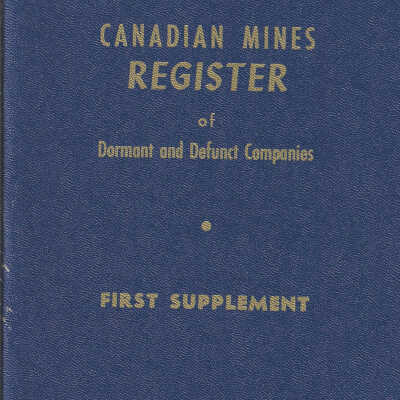 CANADIAN MINES
REGISTER
of
Dormant and Defunct Companies
FIRST SUPPLEMENT